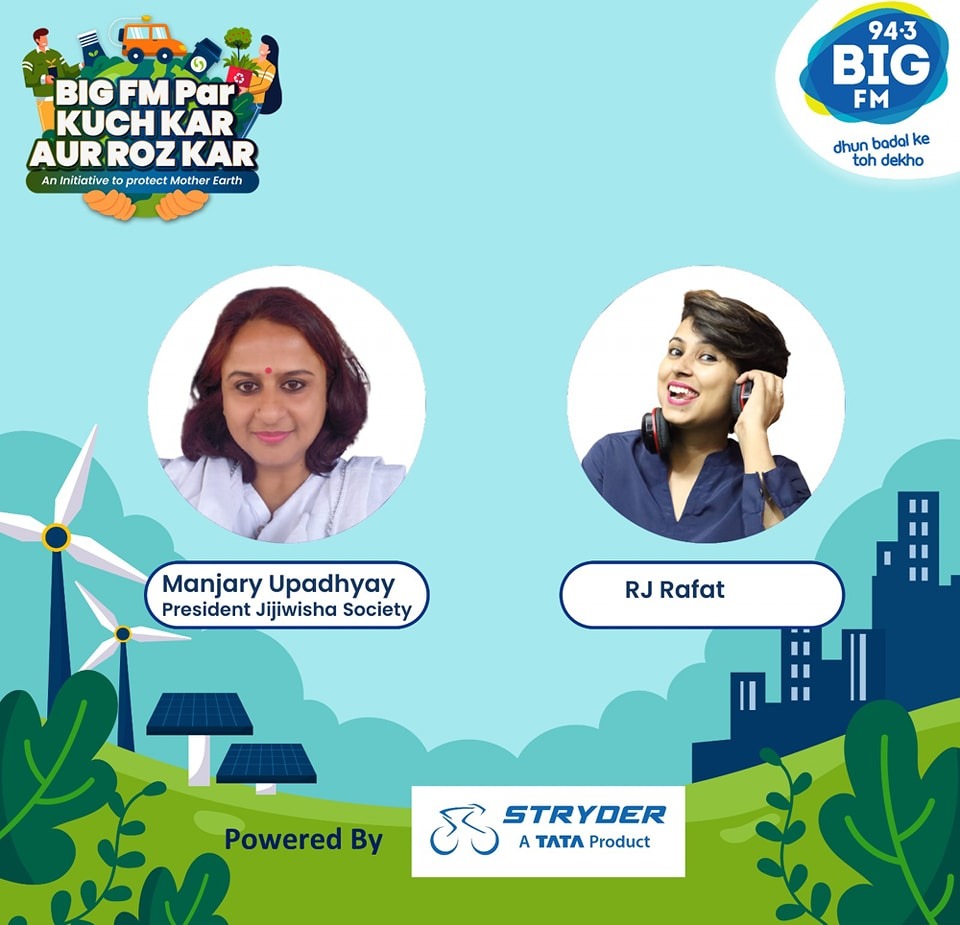 BIG FM Par
KUCH KAR
AUR ROZ KAR
An Initiative to protect Mother Earth
94.3
BIG
FM
dhun badal ke
toh dekho
Manjary Upadhyay
President Jijiwisha Society
RJ Rafat
Powered By
STRYDER
A TATA Product